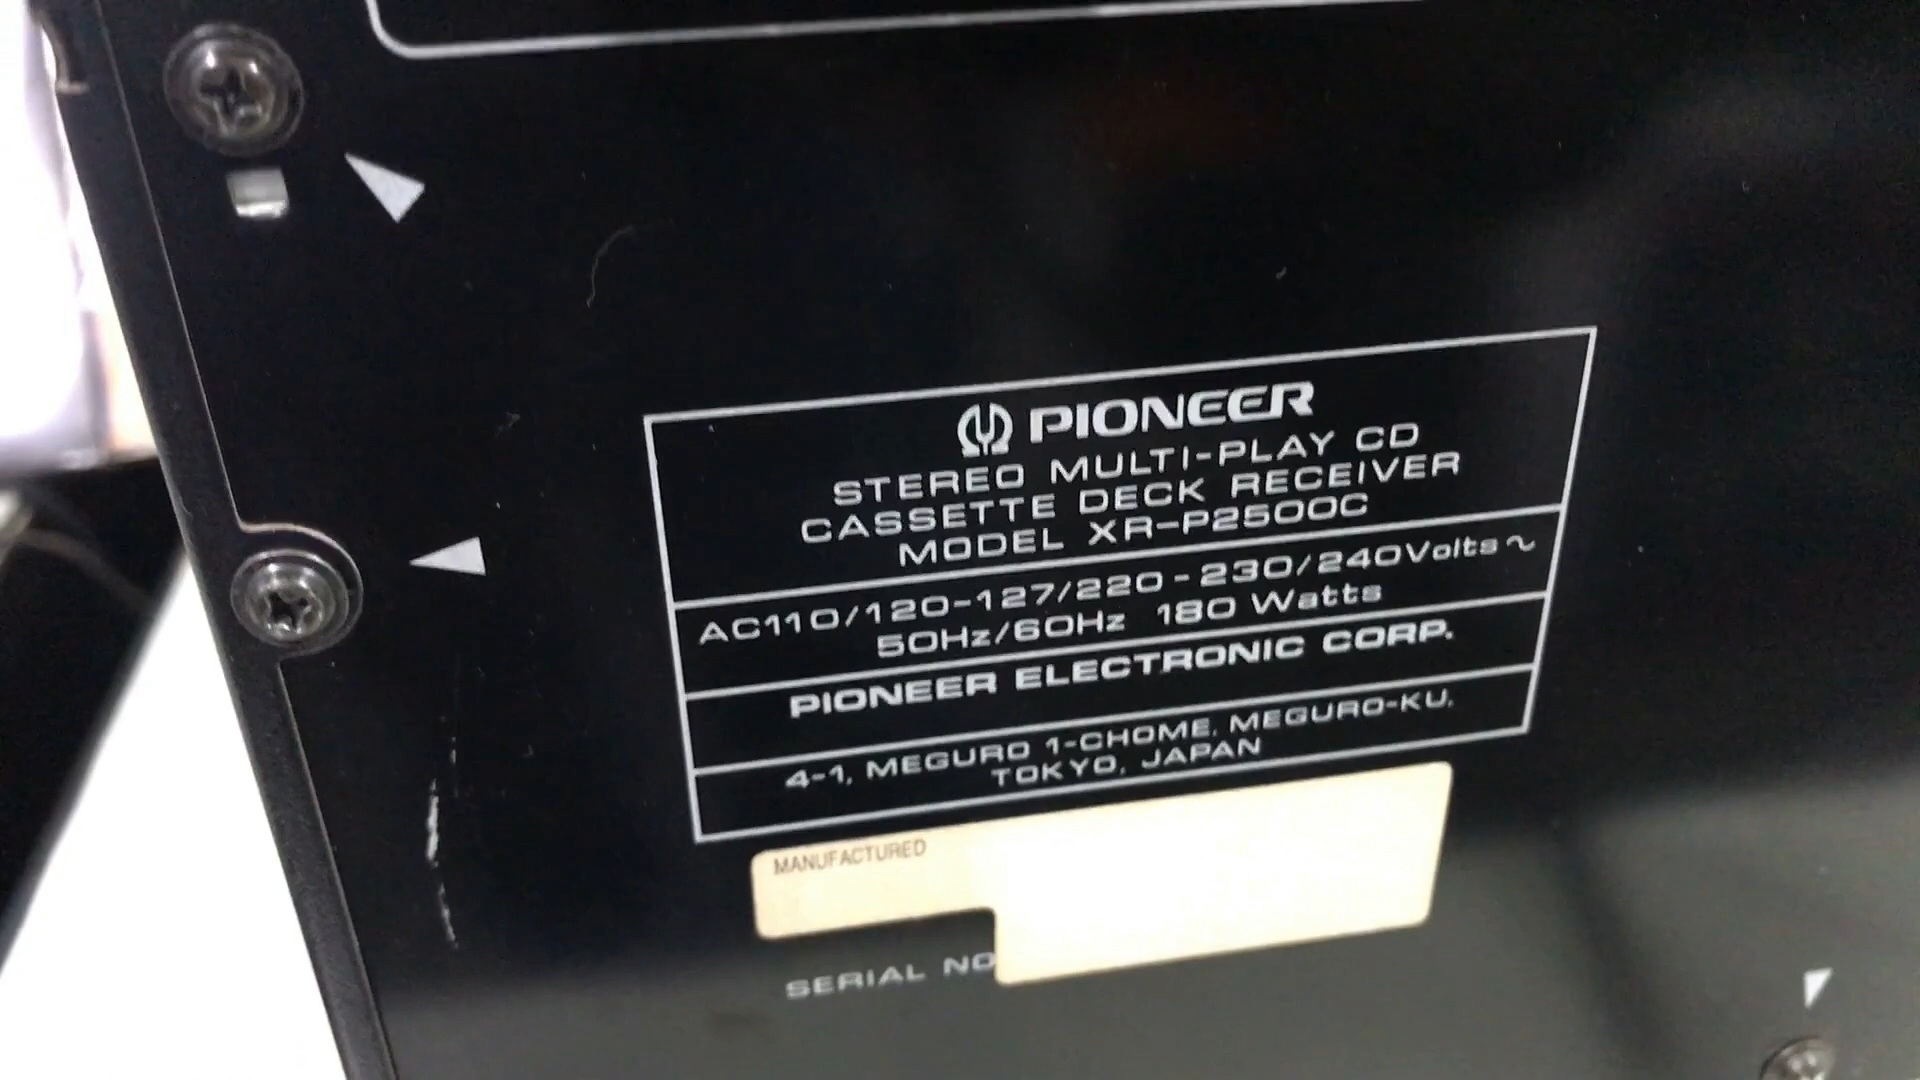 PIONEER
STEREO MULTI-PLAY CD
CASSETTE DECK RECEIVER
MODEL XR-P2500C
AC110/120-127/220-230/240Volts~
50Hz/60Hz 180 Watts
PIONEER ELECTRONIC CORP.
4-1, MEGURO 1-CHOME, MEGURO-KU,
TOKYO, JAPAN
MANUFACTURED
SERIAL NO